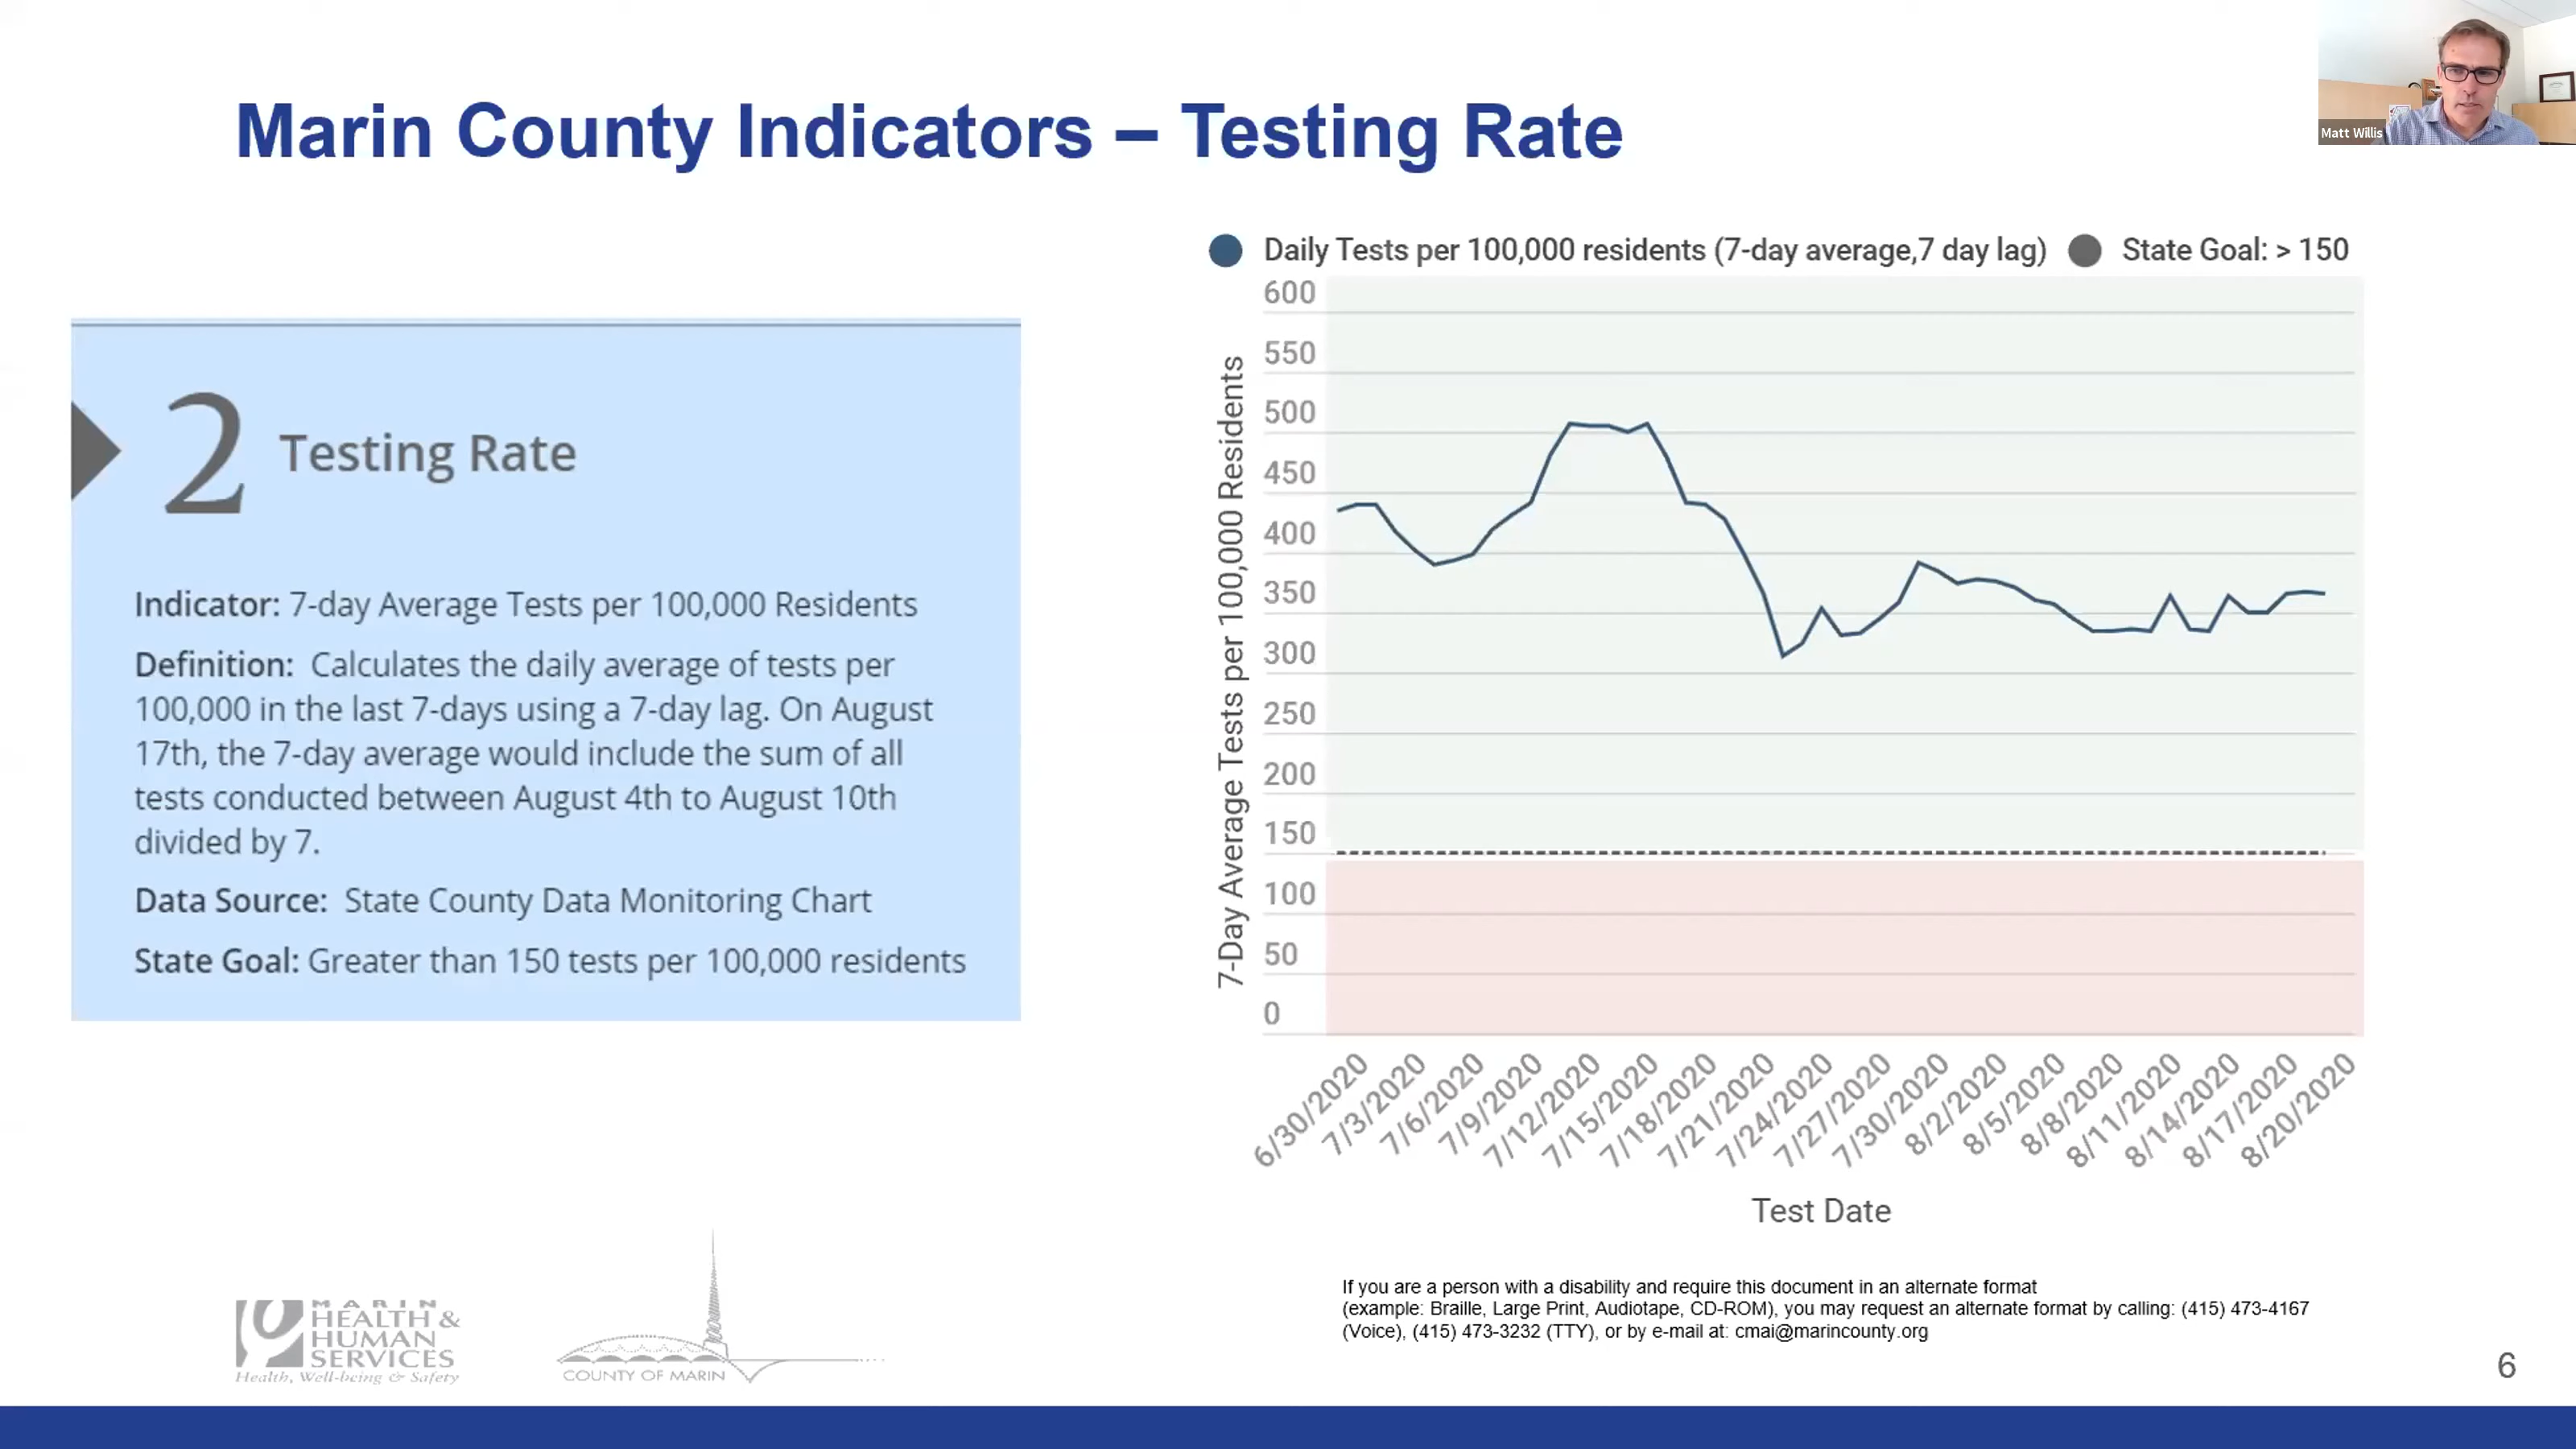 Matt Willis
Marin County Indicators – Testing Rate
2 Testing Rate
Indicator: 7-day Average Tests per 100,000 Residents
Definition: Calculates the daily average of tests per
100,000 in the last 7-days using a 7-day lag. On August
17th, the 7-day average would include the sum of all
tests conducted between August 4th to August 10th
divided by 7.
Data Source: State County Data Monitoring Chart
State Goal: Greater than 150 tests per 100,000 residents
Daily Tests per 100,000 residents (7-day average,7 day lag) State Goal: > 150
7-Day Average Tests per 100,000 Residents
600
550
500
450
400
350
300
250
200
150
100
50
0
6/30/2020
7/3/2020
7/6/2020
7/9/2020
7/12/2020
7/15/2020
7/18/2020
7/21/2020
7/24/2020
7/27/2020
7/30/2020
8/2/2020
8/5/2020
8/8/2020
8/11/2020
8/14/2020
8/17/2020
8/20/2020
Test Date
If you are a person with a disability and require this document in an alternate format
(example: Braille, Large Print, Audiotape, CD-ROM), you may request an alternate format by calling: (415) 473-4167
(Voice), (415) 473-3232 (TTY), or by e-mail at: cmai@marincounty.org
MARIN
HEALTH &
HUMAN
SERVICES
Health, Well-being & Safety
COUNTY OF MARIN
6